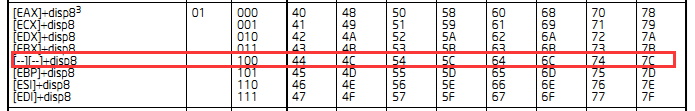 [EAX]+disp8³ 01 000 40 48 50 58 60 68 70 78
[ECX]+disp8 001 41 49 51 59 61 69 71 79
[EDX]+disp8 010 42 4A 52 5A 62 6A 72 7A
[EBX]+disp8 011 43 4B 53 5B 63 6B 73 7B
[--][--]+disp8 100 44 4C 54 5C 64 6C 74 7C
[EBP]+disp8 101 45 4D 55 5D 65 6D 75 7D
[ESI]+disp8 110 46 4E 56 5E 66 6E 76 7E
[EDI]+disp8 111 47 4F 57 5F 67 6F 77 7F